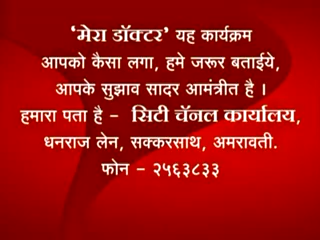 ‘मेरा डॉक्टर’ यह कार्यक्रम
आपको कैसा लगा, हमे जरूर बताईये,
आपके सुझाव सादर आमंत्रीत है ।
हमारा पता है – सिटी चॅनल कार्यालय,
धनराज लेन, सक्करसाथ, अमरावती.
फोन – २५६३८३३